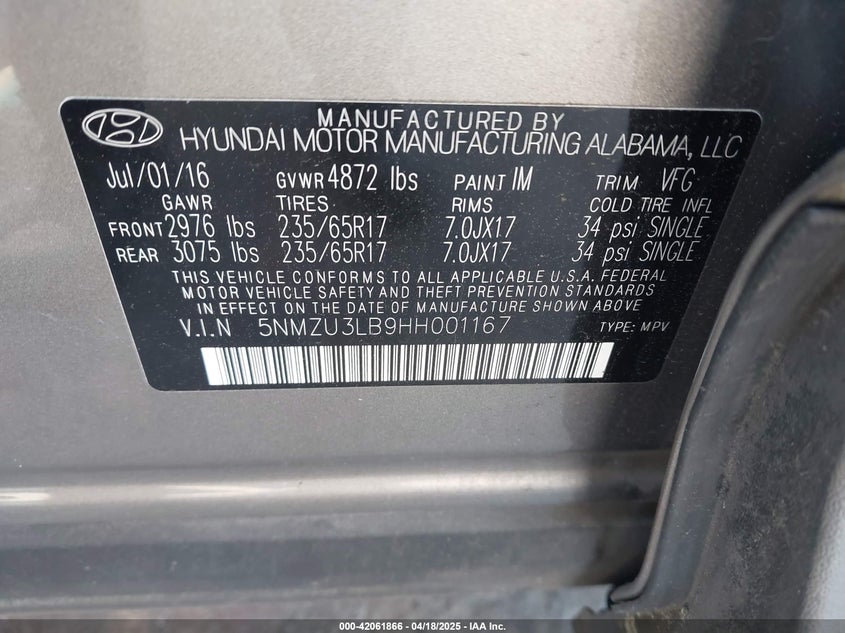 MANUFACTURED BY
HYUNDAI MOTOR MANUFACTURING ALABAMA, LLC
Jul/01/16 GVWR 4872 lbs PAINT IM TRIM VFG
GAWR TIRES RIMS COLD TIRE INFL
FRONT 2976 lbs 235/65R17 7.0JX17 34 psi SINGLE
REAR 3075 lbs 235/65R17 7.0JX17 34 psi SINGLE
THIS VEHICLE CONFORMS TO ALL APPLICABLE U.S.A. FEDERAL
MOTOR VEHICLE SAFETY AND THEFT PREVENTION STANDARDS
IN EFFECT ON THE DATE OF MANUFACTURE SHOWN ABOVE
V.I.N 5NMZU3LB9HH001167 TYPE: MPV
000-42061866 - 04/18/2025 - IAA Inc.